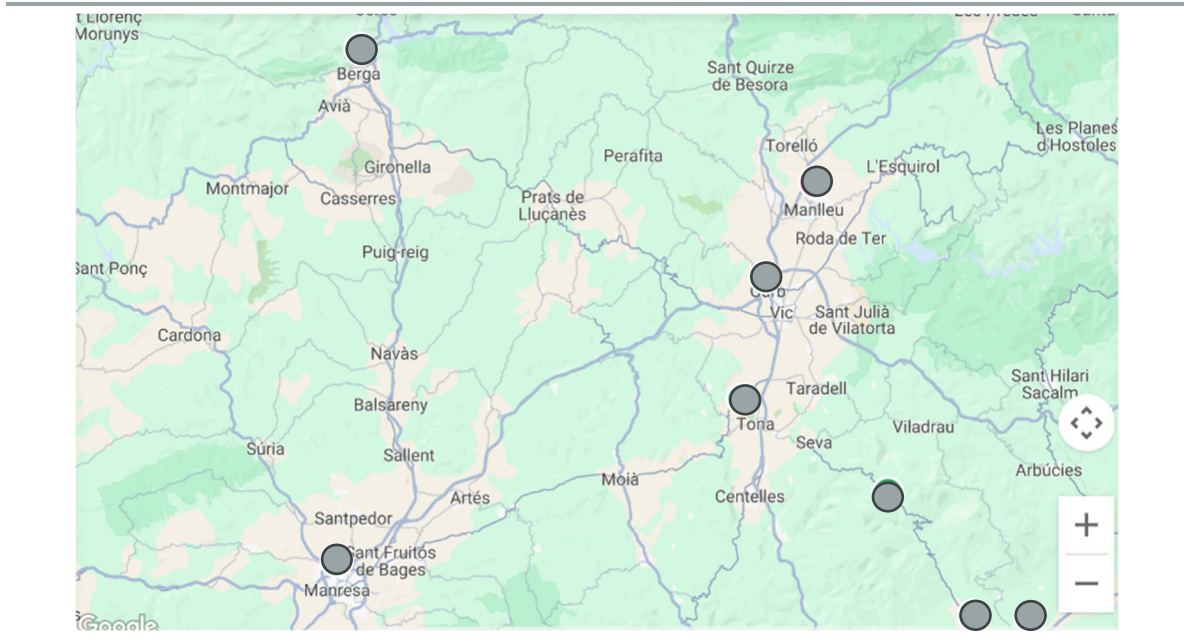 t Llorenç
Morunys
Berga
Avià
Sant Quirze
de Besora
Les Planes
d'Hostoles
Torelló
Perafita
L'Esquirol
Gironella
Montmajor
Casserres
Prats de
Lluçanès
Manlleu
Roda de Ter
Puig-reig
Sant Ponç
Vic
Sant Julià
de Vilatorta
Cardona
Navàs
Sant Hilari
Sacalm
Taradell
Balsareny
Tona
Viladrau
Seva
Súria
Sallent
Arbúcies
Moià
Artés
Centelles
Santpedor
Sant Fruitós
de Bages
Manresa
Google